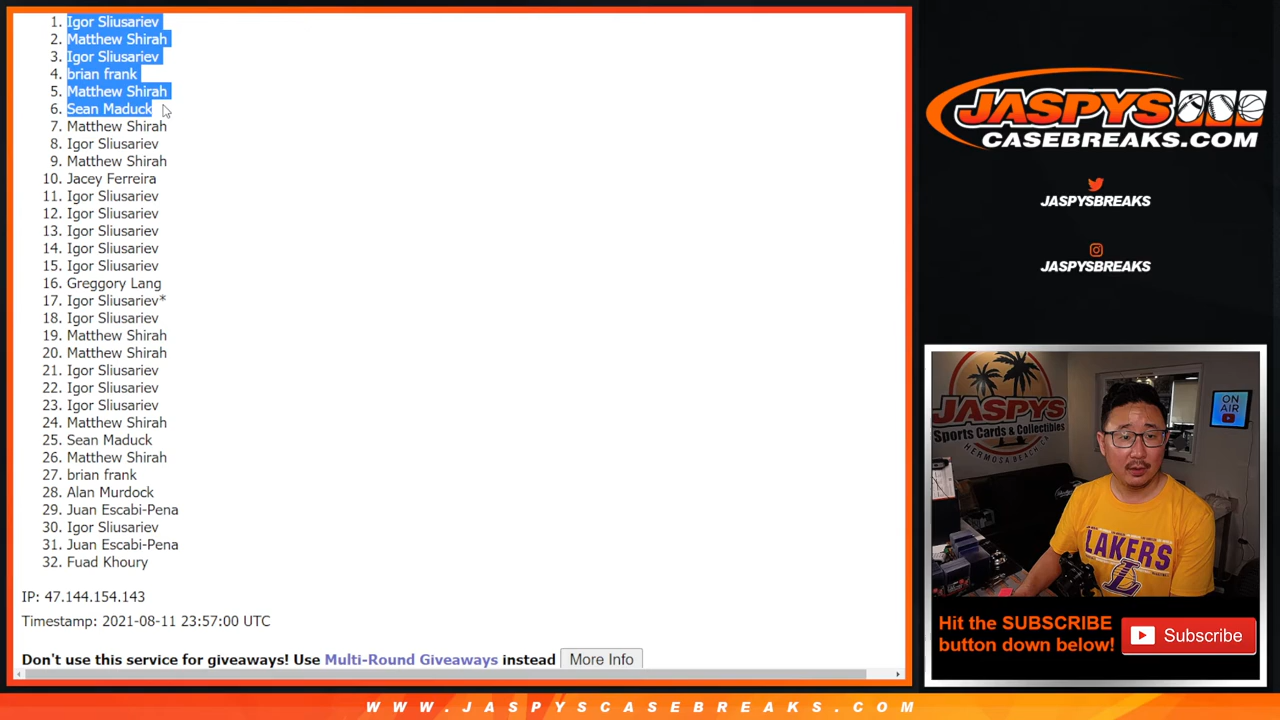 1. Igor Sliusariev
2. Matthew Shirah
3. Igor Sliusariev
4. brian frank
5. Matthew Shirah
6. Sean Maduck
7. Matthew Shirah
8. Igor Sliusariev
9. Matthew Shirah
10. Jacey Ferreira
11. Igor Sliusariev
12. Igor Sliusariev
13. Igor Sliusariev
14. Igor Sliusariev
15. Igor Sliusariev
16. Greggory Lang
17. Igor Sliusariev*
18. Igor Sliusariev
19. Matthew Shirah
20. Matthew Shirah
21. Igor Sliusariev
22. Igor Sliusariev
23. Igor Sliusariev
24. Matthew Shirah
25. Sean Maduck
26. Matthew Shirah
27. brian frank
28. Alan Murdock
29. Juan Escabi-Pena
30. Igor Sliusariev
31. Juan Escabi-Pena
32. Fuad Khoury
IP: 47.144.154.143
Timestamp: 2021-08-11 23:57:00 UTC
Don't use this service for giveaways! Use Multi-Round Giveaways instead More Info
JASPYS
CASEBREAKS.COM
JASPYSBREAKS
JASPYSBREAKS
JASPYS
Sports Cards & Collectibles
HERMOSA BEACH CA
ON
AIR
LAKERS
L
Hit the SUBSCRIBE
button down below!
Subscribe
WWW.JASPYSCASEBREAKS.COM